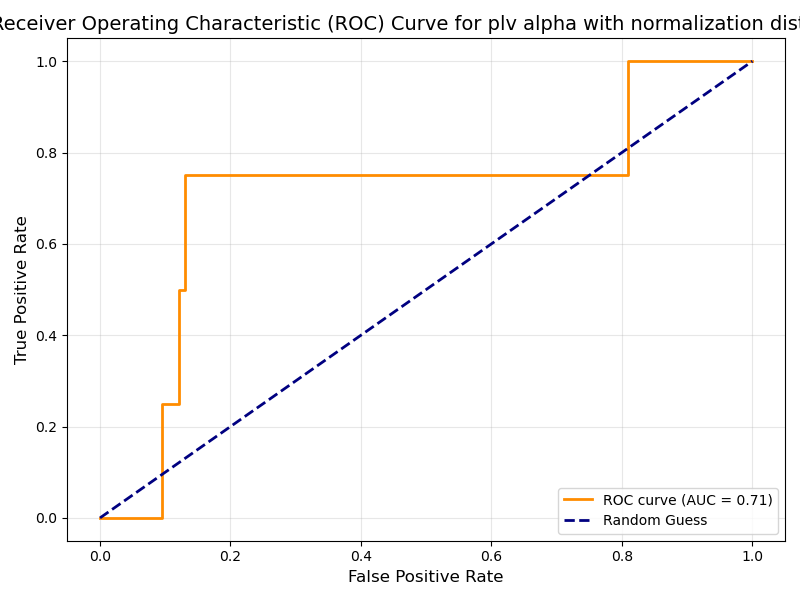 Receiver Operating Characteristic (ROC) Curve for plv alpha with normalization dist
1.0
0.8
0.6
0.4
0.2
0.0
True Positive Rate
0.0 0.2 0.4 0.6 0.8 1.0
False Positive Rate
ROC curve (AUC = 0.71)
Random Guess